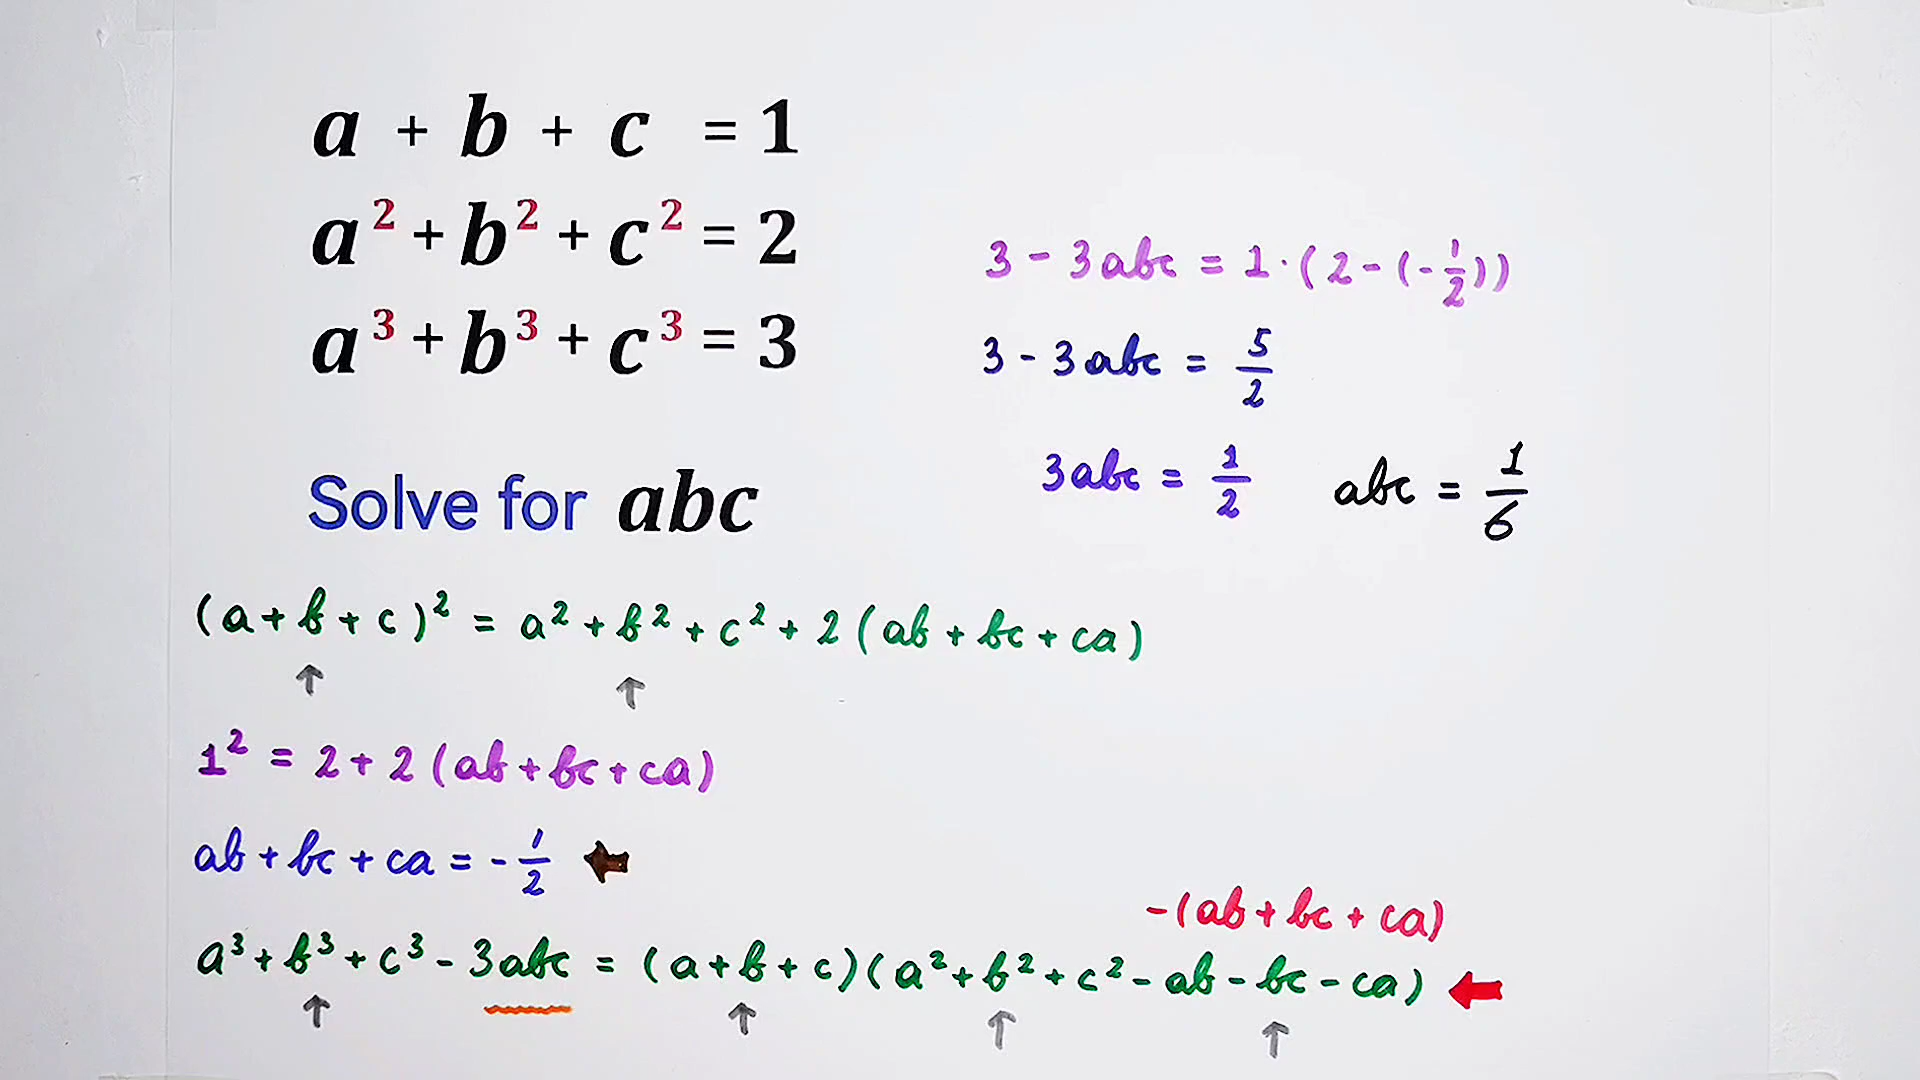 a + b + c = 1
a² + b² + c² = 2
a³ + b³ + c³ = 3
Solve for abc
3 - 3abc = 1·(2-(-1/2))
3 - 3abc = 5/2
3abc = 1/2 abc = 1/6
(a+b+c)² = a²+b²+c²+2(ab+bc+ca)
1² = 2+2(ab+bc+ca)
ab+bc+ca = -1/2
-(ab+bc+ca)
a³+b³+c³-3abc = (a+b+c)(a²+b²+c²-ab-bc-ca)